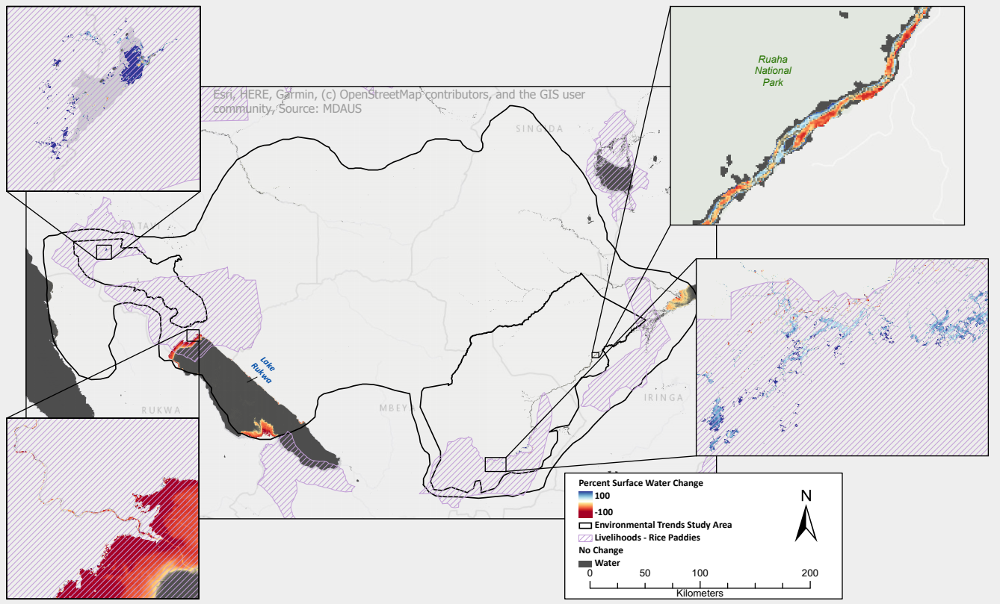 Ruaha
National
Park
Esri, HERE, Garmin, (c) OpenStreetMap contributors, and the GIS user
community, Source: MDAUS
SINGIDA
KATAVI
Lake
Rukwa
RUKWA
MBEYA
IRINGA
Percent Surface Water Change
100
-100
Environmental Trends Study Area
Livelihoods - Rice Paddies
No Change
Water
N
0 50 100 200
Kilometers